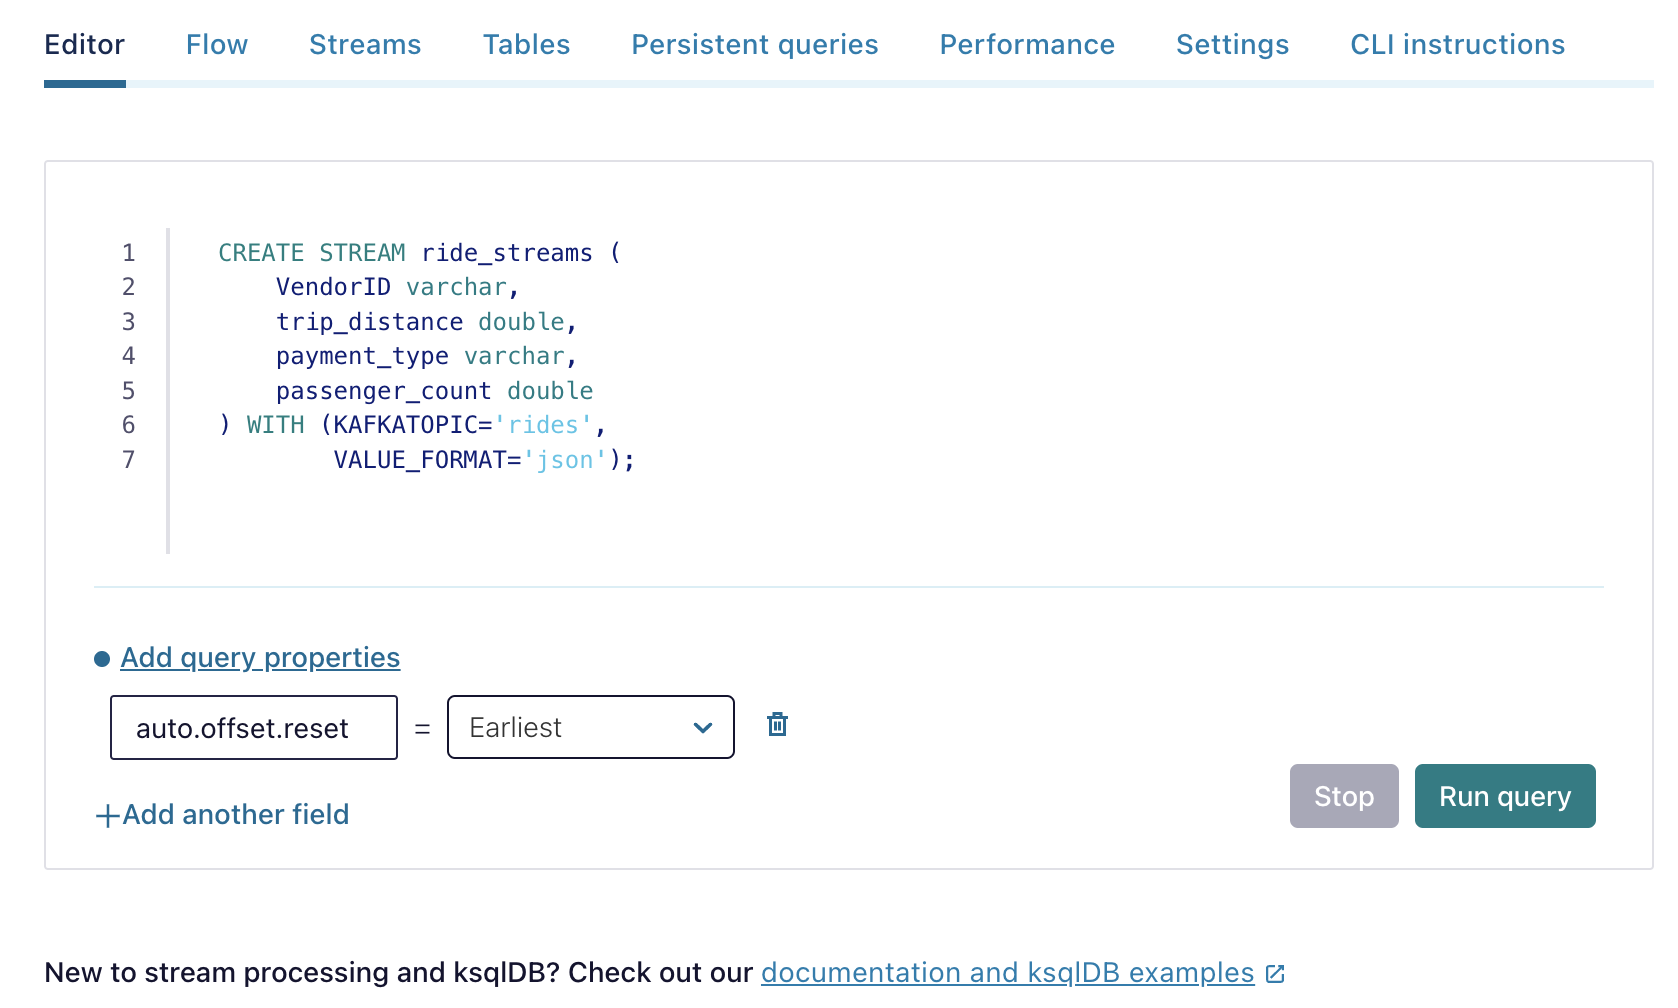 Editor Flow Streams Tables Persistent queries Performance Settings CLI instructions
1 CREATE STREAM ride_streams (
2 VendorID varchar,
3 trip_distance double,
4 payment_type varchar,
5 passenger_count double
6 ) WITH (KAFKATOPIC='rides',
7 VALUE_FORMAT='json');
Add query properties
auto.offset.reset = Earliest
+Add another field
Stop Run query
New to stream processing and ksqlDB? Check out our documentation and ksqlDB examples